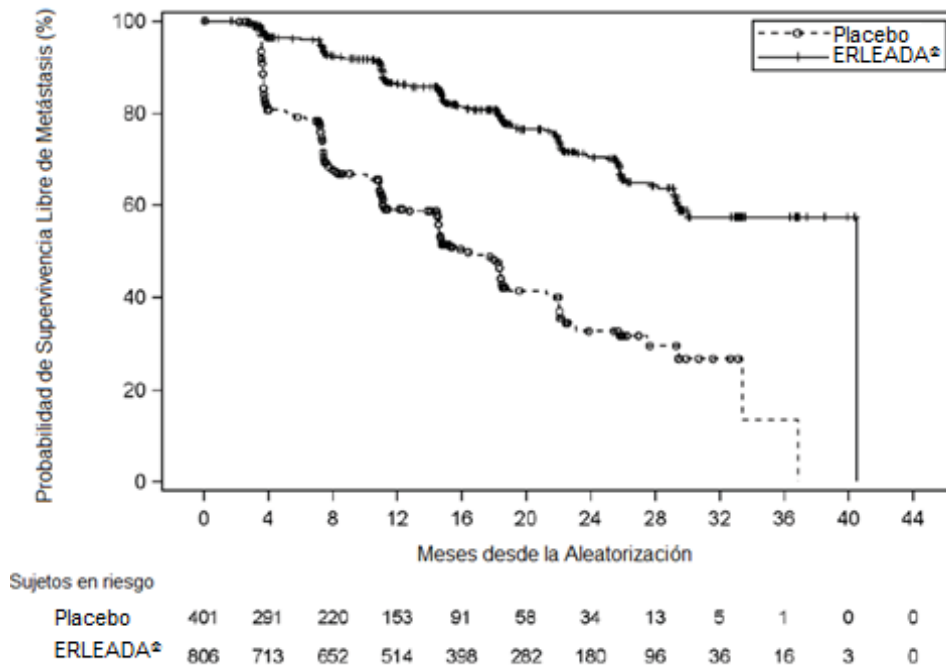 Probabilidad de Supervivencia Libre de Metástasis (%)
100
80
60
40
20
0
Placebo
ERLEADA®
0 4 8 12 16 20 24 28 32 36 40 44
Meses desde la Aleatorización
Sujetos en riesgo
Placebo 401 291 220 153 91 58 34 13 5 1 0 0
ERLEADA® 806 713 652 514 398 282 180 96 36 16 3 0